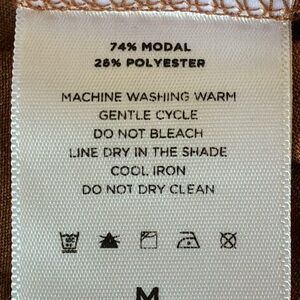 74% MODAL
26% POLYESTER
MACHINE WASHING WARM
GENTLE CYCLE
DO NOT BLEACH
LINE DRY IN THE SHADE
COOL IRON
DO NOT DRY CLEAN
M